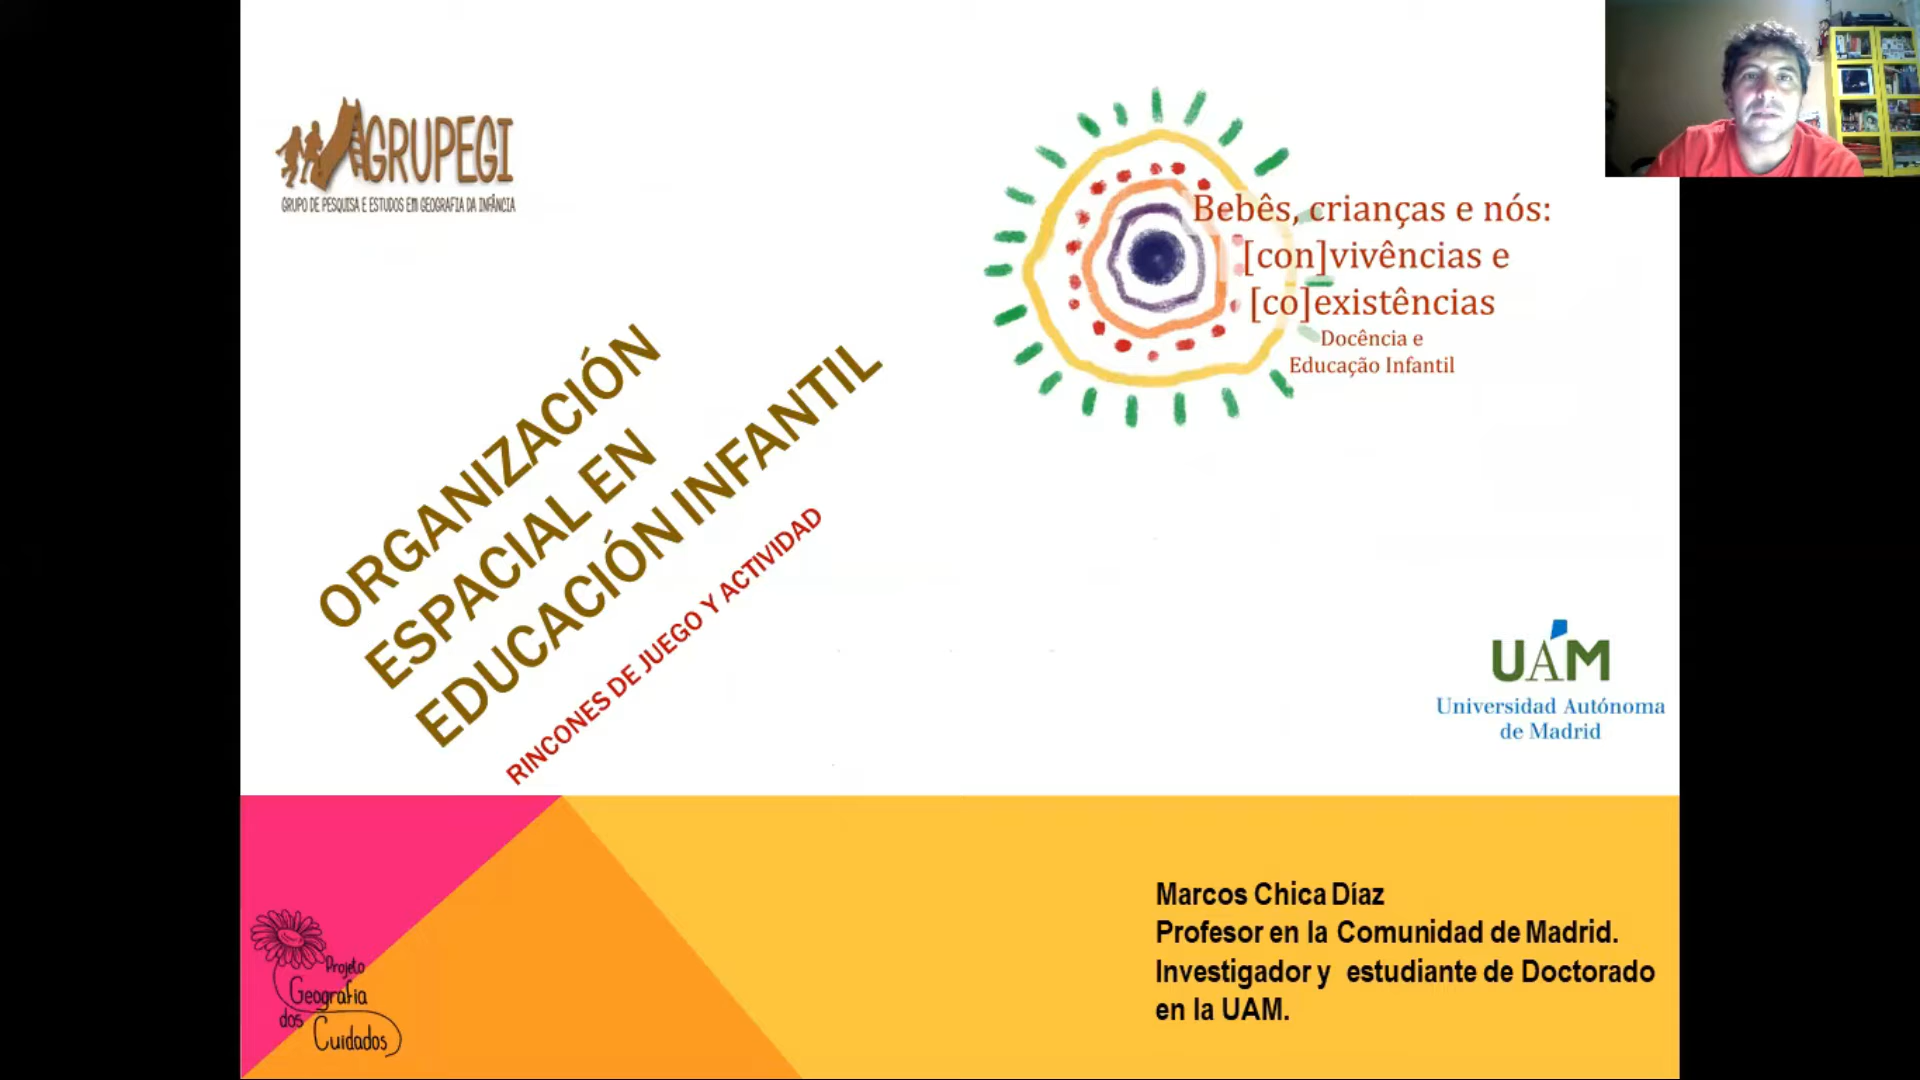 GRUPEGI
GRUPO DE PESQUISA E ESTUDOS EM GEOGRAFIA DA INFÂNCIA
Bebês, crianças e nós:
[con]vivências e
[co]existências
Docência e
Educação Infantil
ORGANIZACIÓN
ESPACIAL EN
EDUCACIÓN INFANTIL
RINCONES DE JUEGO Y ACTIVIDAD
UAM
Universidad Autónoma
de Madrid
Marcos Chica Díaz
Profesor en la Comunidad de Madrid.
Investigador y estudiante de Doctorado
en la UAM.
Projeto
Geografia
dos
Cuidados